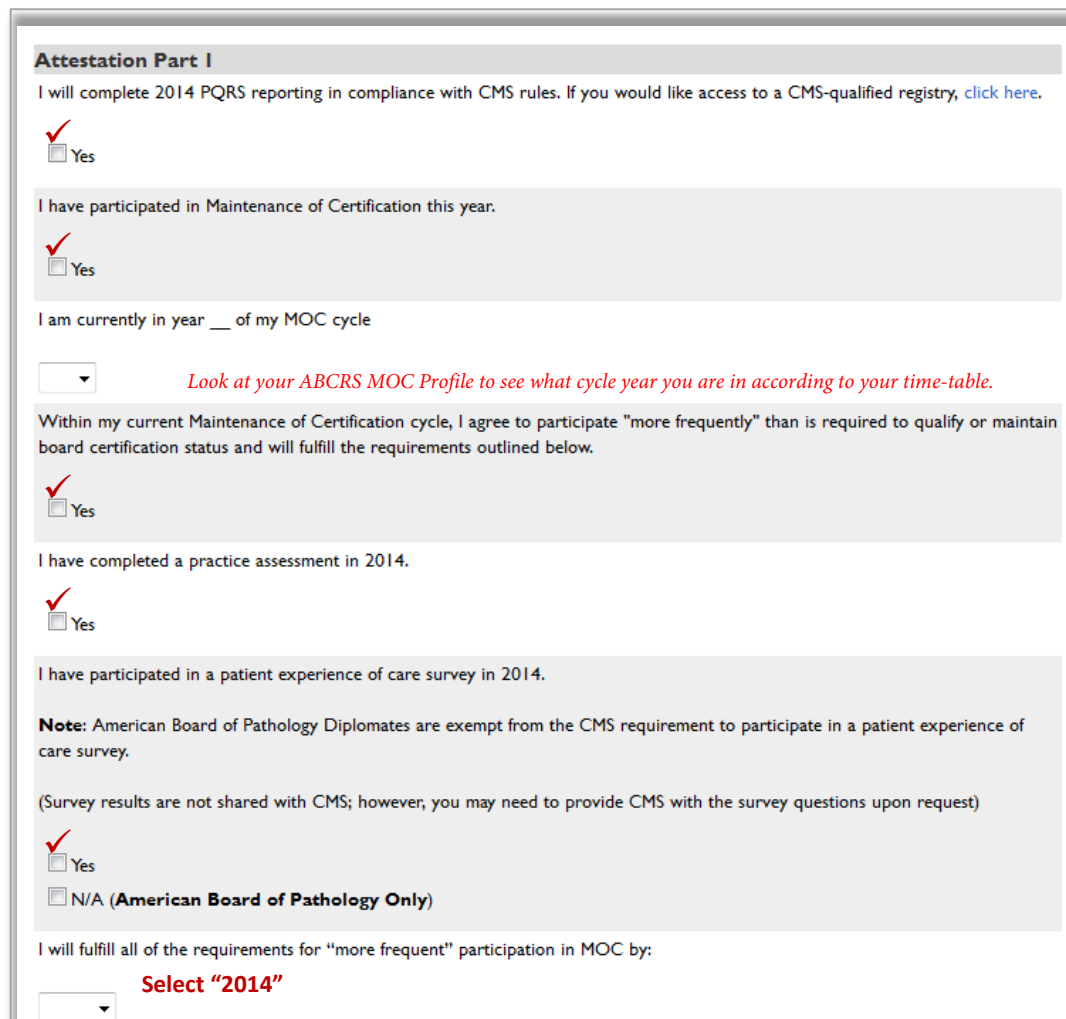 Attestation Part I
I will complete 2014 PQRS reporting in compliance with CMS rules. If you would like access to a CMS-qualified registry, click here.
Yes
I have participated in Maintenance of Certification this year.
Yes
I am currently in year __ of my MOC cycle
Look at your ABCRS MOC Profile to see what cycle year you are in according to your time-table.
Within my current Maintenance of Certification cycle, I agree to participate "more frequently" than is required to qualify or maintain
board certification status and will fulfill the requirements outlined below.
Yes
I have completed a practice assessment in 2014.
Yes
I have participated in a patient experience of care survey in 2014.
Note: American Board of Pathology Diplomates are exempt from the CMS requirement to participate in a patient experience of
care survey.
(Survey results are not shared with CMS; however, you may need to provide CMS with the survey questions upon request)
Yes
N/A (American Board of Pathology Only)
I will fulfill all of the requirements for “more frequent” participation in MOC by:
Select “2014”